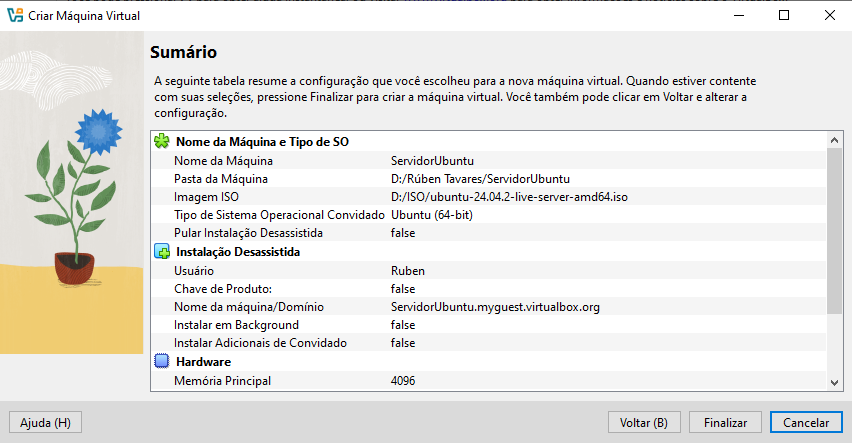 Criar Máquina Virtual
Sumário
A seguinte tabela resume a configuração que você escolheu para a nova máquina virtual. Quando estiver contente
com suas seleções, pressione Finalizar para criar a máquina virtual. Você também pode clicar em Voltar e alterar a
configuração.
Nome da Máquina e Tipo de SO
Nome da Máquina ServidorUbuntu
Pasta da Máquina D:/Rúben Tavares/ServidorUbuntu
Imagem ISO D:/ISO/ubuntu-24.04.2-live-server-amd64.iso
Tipo de Sistema Operacional Convidado Ubuntu (64-bit)
Pular Instalação Desassistida false
Instalação Desassistida
Usuário Ruben
Chave de Produto: false
Nome da máquina/Domínio ServidorUbuntu.myguest.virtualbox.org
Instalar em Background false
Instalar Adicionais de Convidado false
Hardware
Memória Principal 4096
Ajuda (H) Voltar (B) Finalizar Cancelar